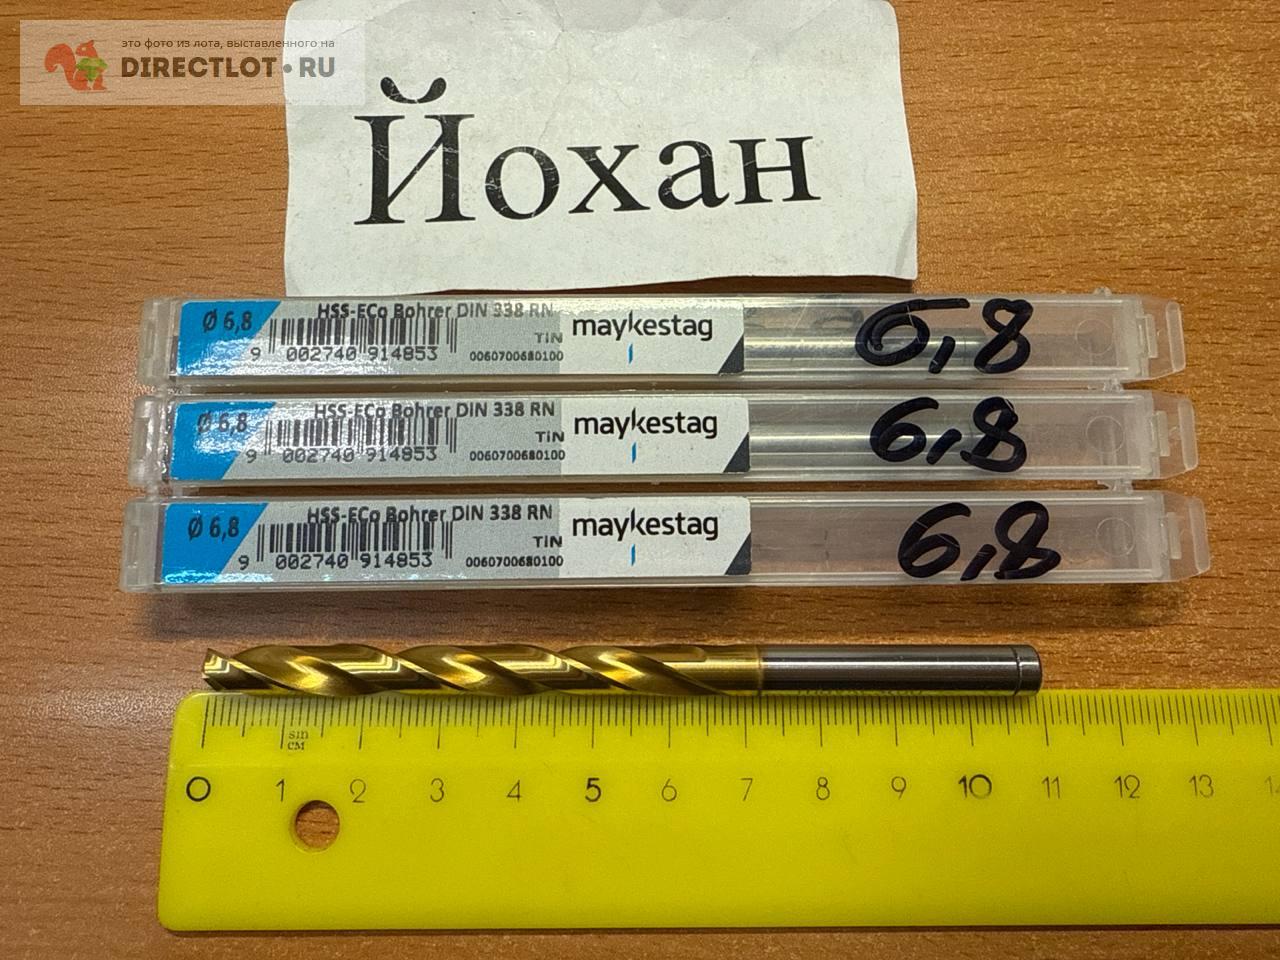 это фото из лота, выставленного на
DIRECTLOT.RU
Йохан
Ø 6,8
HSS-ECo Bohrer DIN 338 RN
TiN
9 002740 914853
0060700680100
maykestag
6,8
Ø 6,8
HSS-ECo Bohrer DIN 338 RN
TiN
9 002740 914853
0060700680100
maykestag
6,8
Ø 6,8
HSS-ECo Bohrer DIN 338 RN
TiN
9 002740 914853
0060700680100
maykestag
6,8
sin
см
0 1 2 3 4 5 6 7 8 9 10 11 12 13